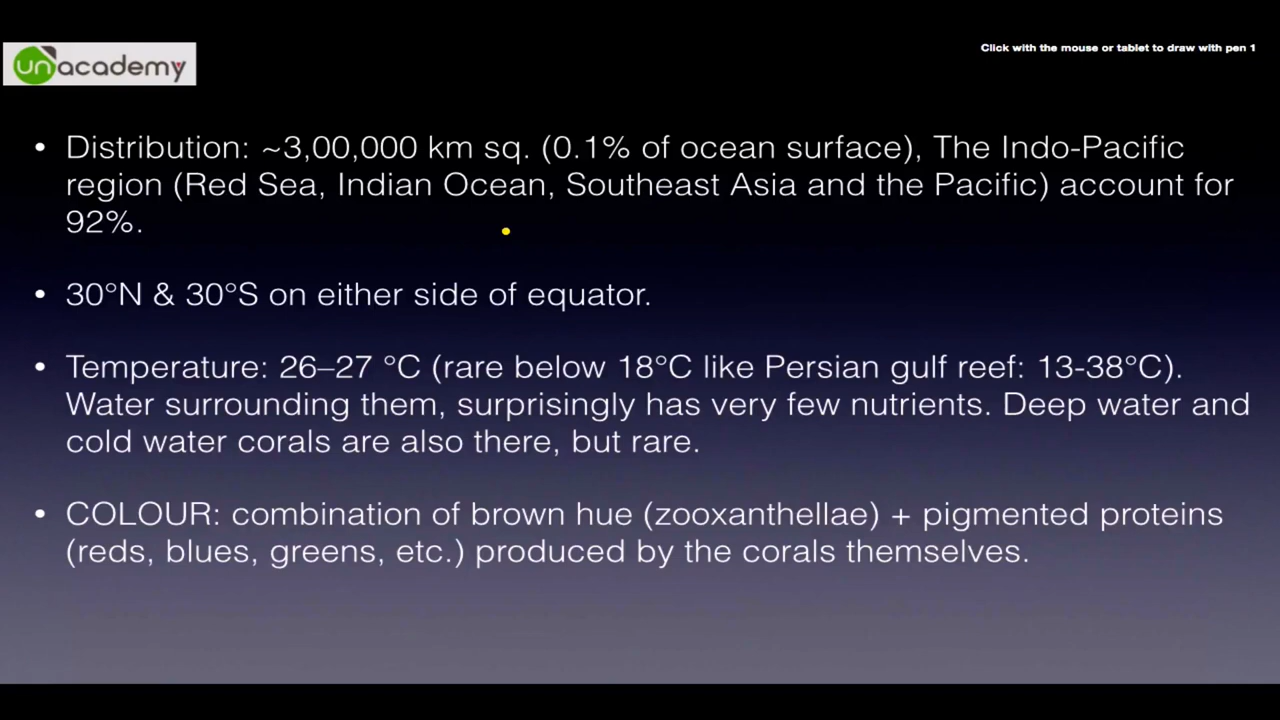 unacademy
Click with the mouse or tablet to draw with pen 1
• Distribution: ~3,00,000 km sq. (0.1% of ocean surface), The Indo-Pacific
region (Red Sea, Indian Ocean, Southeast Asia and the Pacific) account for
92%.
• 30°N & 30°S on either side of equator.
• Temperature: 26–27 °C (rare below 18°C like Persian gulf reef: 13-38°C).
Water surrounding them, surprisingly has very few nutrients. Deep water and
cold water corals are also there, but rare.
• COLOUR: combination of brown hue (zooxanthellae) + pigmented proteins
(reds, blues, greens, etc.) produced by the corals themselves.